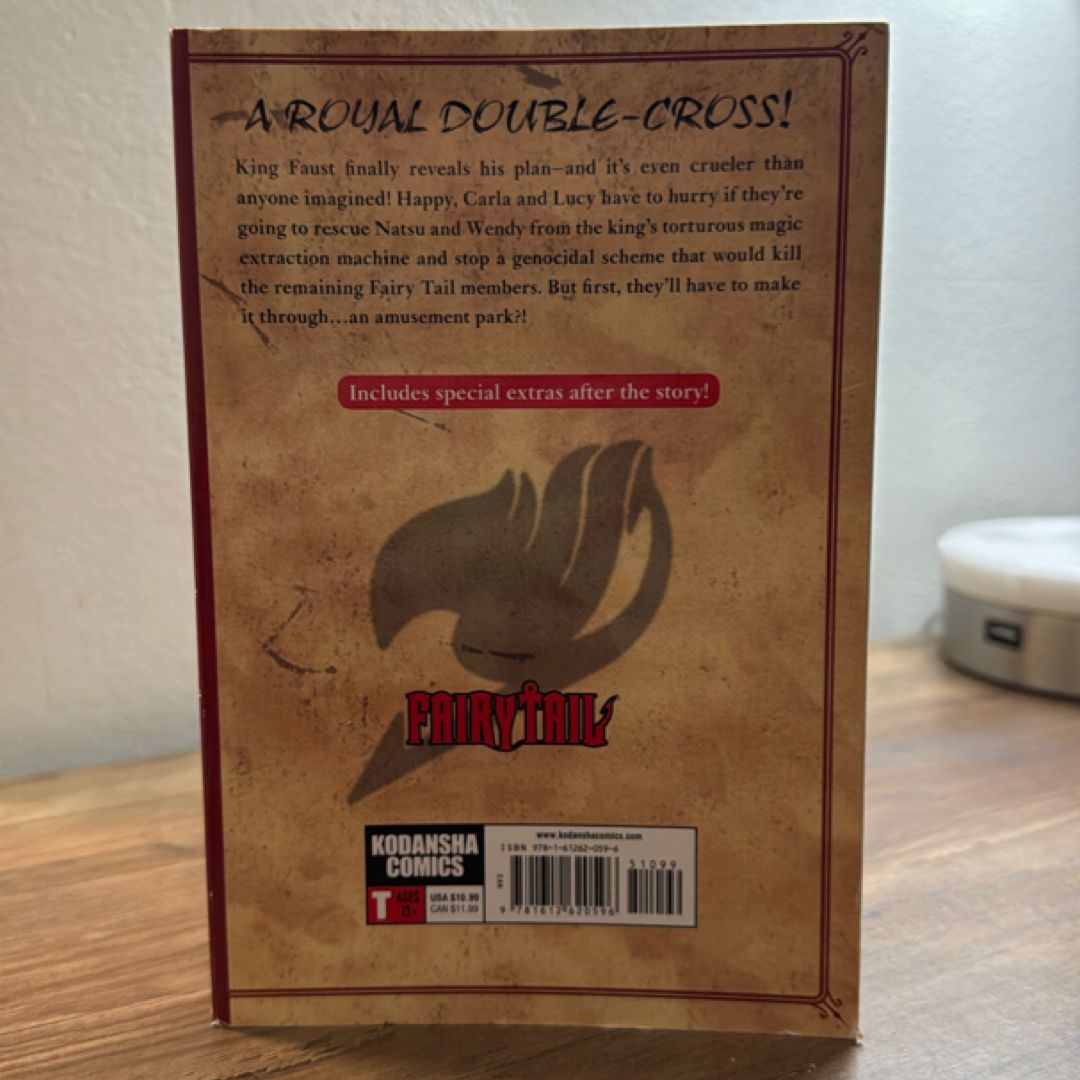 A ROYAL DOUBLE-CROSS!
King Faust finally reveals his plan—and it's even crueler than
anyone imagined! Happy, Carla and Lucy have to hurry if they're
going to rescue Natsu and Wendy from the king's torturous magic
extraction machine and stop a genocidal scheme that would kill
the remaining Fairy Tail members. But first, they'll have to make
it through...an amusement park?!
Includes special extras after the story!
FAIRY TAIL
KODANSHA
COMICS
T AGES
13+
USA $10.99
CAN $11.99
www.kodanshacomics.com
ISBN 978-1-61262-059-6
51099
EAN
9 781612 620596